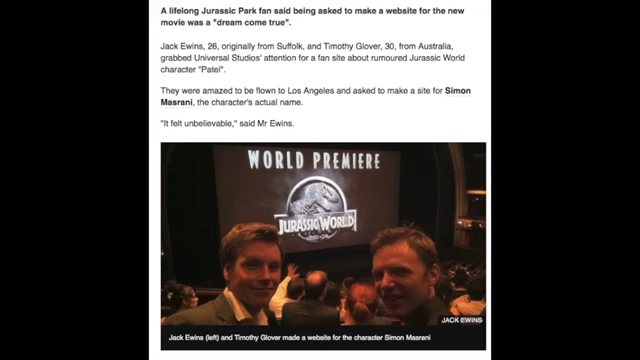 A lifelong Jurassic Park fan said being asked to make a website for the new
movie was a "dream come true".
Jack Ewins, 26, originally from Suffolk, and Timothy Glover, 30, from Australia,
grabbed Universal Studios' attention for a fan site about rumoured Jurassic World
character "Patel".
They were amazed to be flown to Los Angeles and asked to make a site for Simon
Masrani, the character's actual name.
"It felt unbelievable," said Mr Ewins.
WORLD PREMIERE
JURASSIC WORLD
JACK EWINS
Jack Ewins (left) and Timothy Glover made a website for the character Simon Masrani